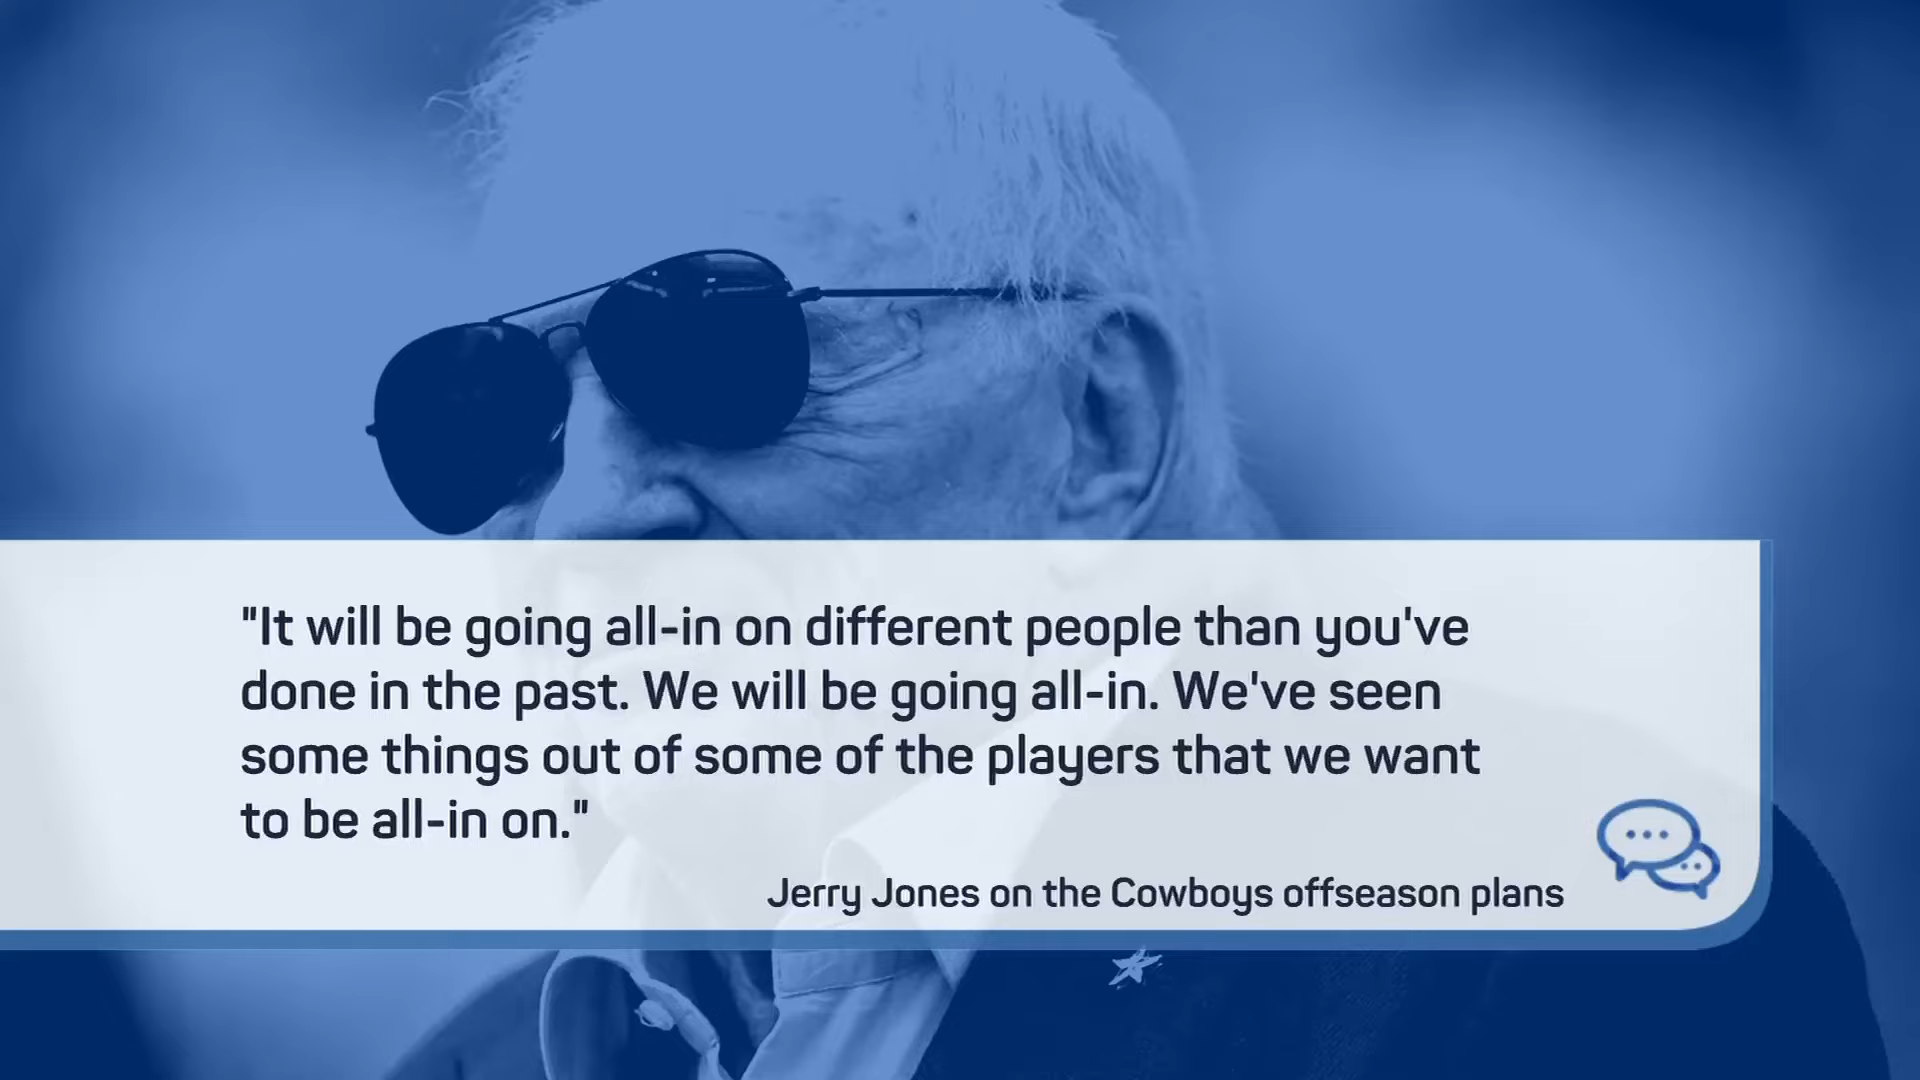 "It will be going all-in on different people than you've
done in the past. We will be going all-in. We've seen
some things out of some of the players that we want
to be all-in on."
Jerry Jones on the Cowboys offseason plans